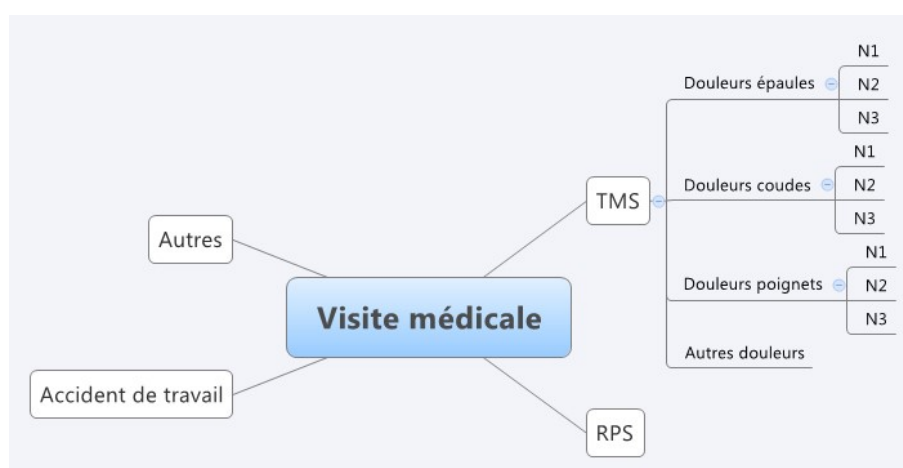 Visite médicale
TMS
Douleurs épaules
N1
N2
N3
Douleurs coudes
N1
N2
N3
Douleurs poignets
N1
N2
N3
Autres douleurs
RPS
Accident de travail
Autres